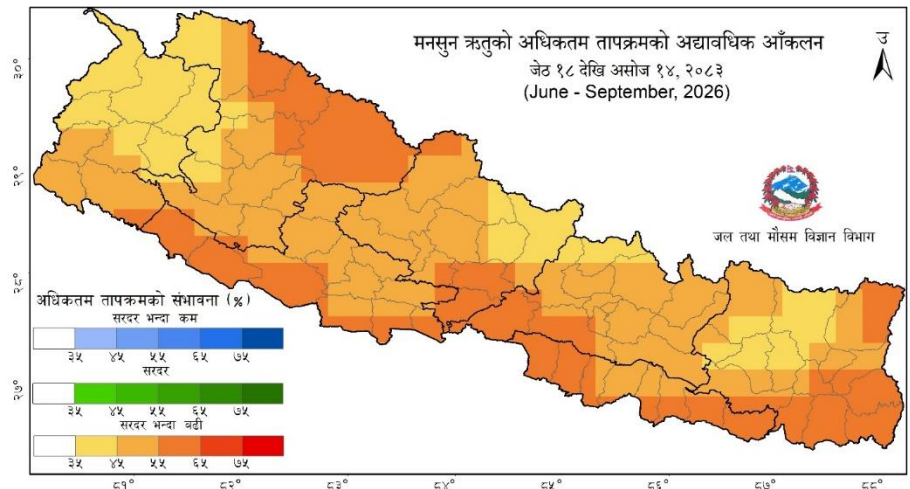 मनसुन ऋतुको अधिकतम तापक्रमको अद्यावधिक आँकलन
जेठ १८ देखि असोज १४, २०८३
(June - September, 2026)
उ
३०°
२९°
२८°
२७°
जल तथा मौसम विज्ञान विभाग
अधिकतम तापक्रमको संभावना (%)
सरदर भन्दा कम
३५ ४५ ५५ ६५ ७५
सरदर
३५ ४५ ५५ ६५ ७५
सरदर भन्दा बढी
३५ ४५ ५५ ६५ ७५
८१° ८२° ८३° ८४° ८५° ८६° ८७° ८८°